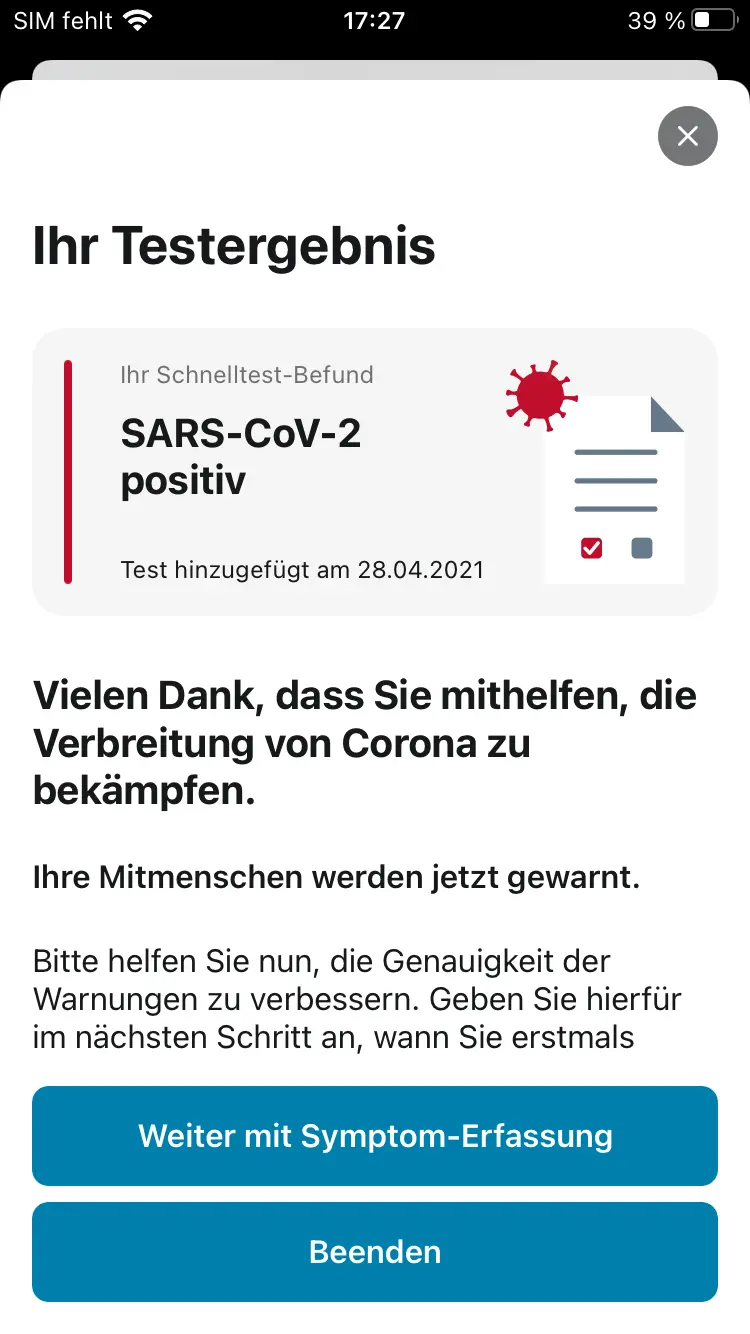 SIM fehlt 17:27 39 %
Ihr Testergebnis
Ihr Schnelltest-Befund
SARS-CoV-2
positiv
Test hinzugefügt am 28.04.2021
Vielen Dank, dass Sie mithelfen, die
Verbreitung von Corona zu
bekämpfen.
Ihre Mitmenschen werden jetzt gewarnt.
Bitte helfen Sie nun, die Genauigkeit der
Warnungen zu verbessern. Geben Sie hierfür
im nächsten Schritt an, wann Sie erstmals
Weiter mit Symptom-Erfassung
Beenden